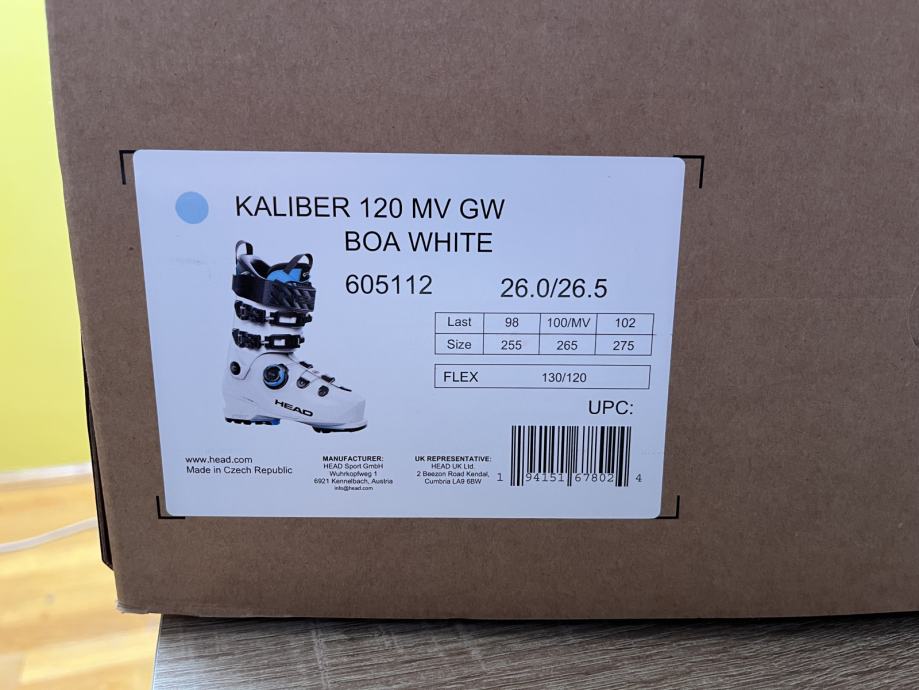 KALIBER 120 MV GW
BOA WHITE
605112 26.0/26.5
Last 98 100/MV 102
Size 255 265 275
FLEX 130/120
HEAD
UPC:
www.head.com
Made in Czech Republic
MANUFACTURER:
HEAD Sport GmbH
Wuhrkopfweg 1
6921 Kennelbach, Austria
info@head.com
UK REPRESENTATIVE:
HEAD UK Ltd.
2 Beezon Road Kendal,
Cumbria LA9 6BW
1 94151 67802 4